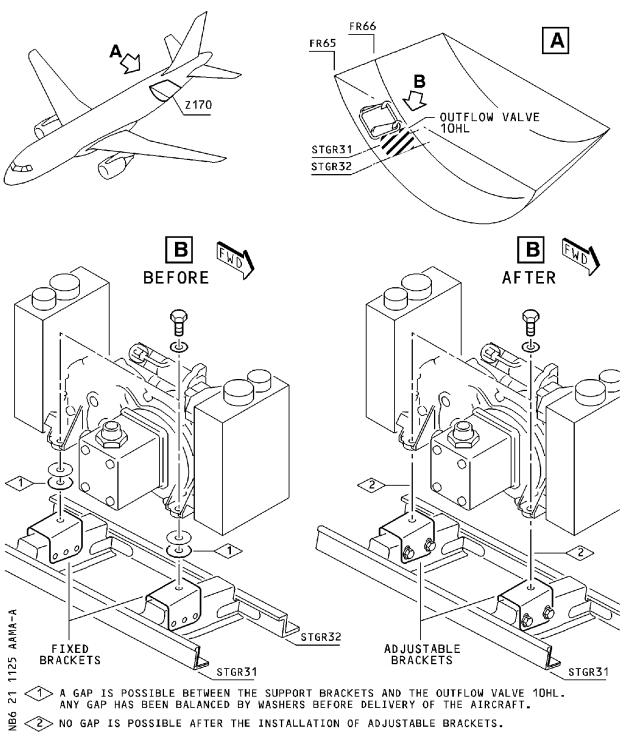 A
Z170
FR66
FR65
A
B
OUTFLOW VALVE
10HL
STGR31
STGR32
B
FWD
BEFORE
B
FWD
AFTER
1
1
2
2
FIXED
BRACKETS
STGR32
STGR31
ADJUSTABLE
BRACKETS
STGR31
NB6 21 1125 AAMA-A
1 A GAP IS POSSIBLE BETWEEN THE SUPPORT BRACKETS AND THE OUTFLOW VALVE 10HL.
ANY GAP HAS BEEN BALANCED BY WASHERS BEFORE DELIVERY OF THE AIRCRAFT.
2 NO GAP IS POSSIBLE AFTER THE INSTALLATION OF ADJUSTABLE BRACKETS.